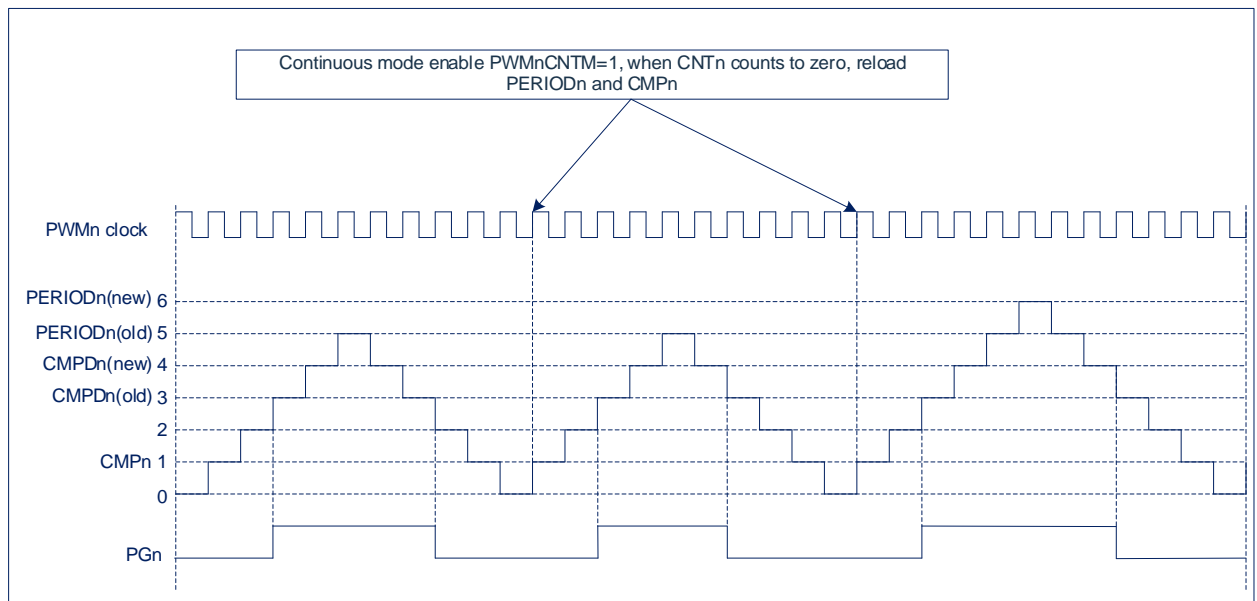 Continuous mode enable PWMnCNTM=1, when CNTn counts to zero, reload
PERIODn and CMPn
PWMn clock
PERIODn(new) 6
PERIODn(old) 5
CMPDn(new) 4
CMPDn(old) 3
2
CMPn 1
0
PGn